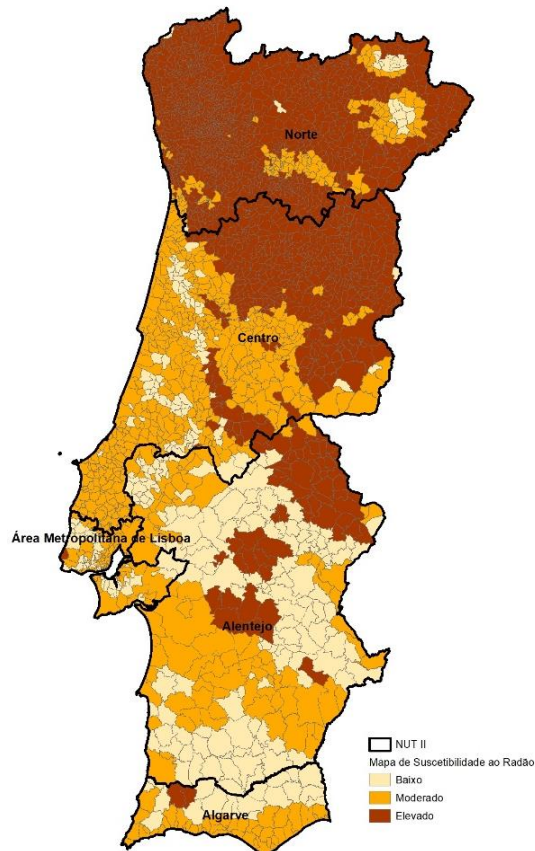 Norte
Centro
Área Metropolitana de Lisboa
Alentejo
Algarve
NUT II
Mapa de Suscetibilidade ao Radão
Baixo
Moderado
Elevado